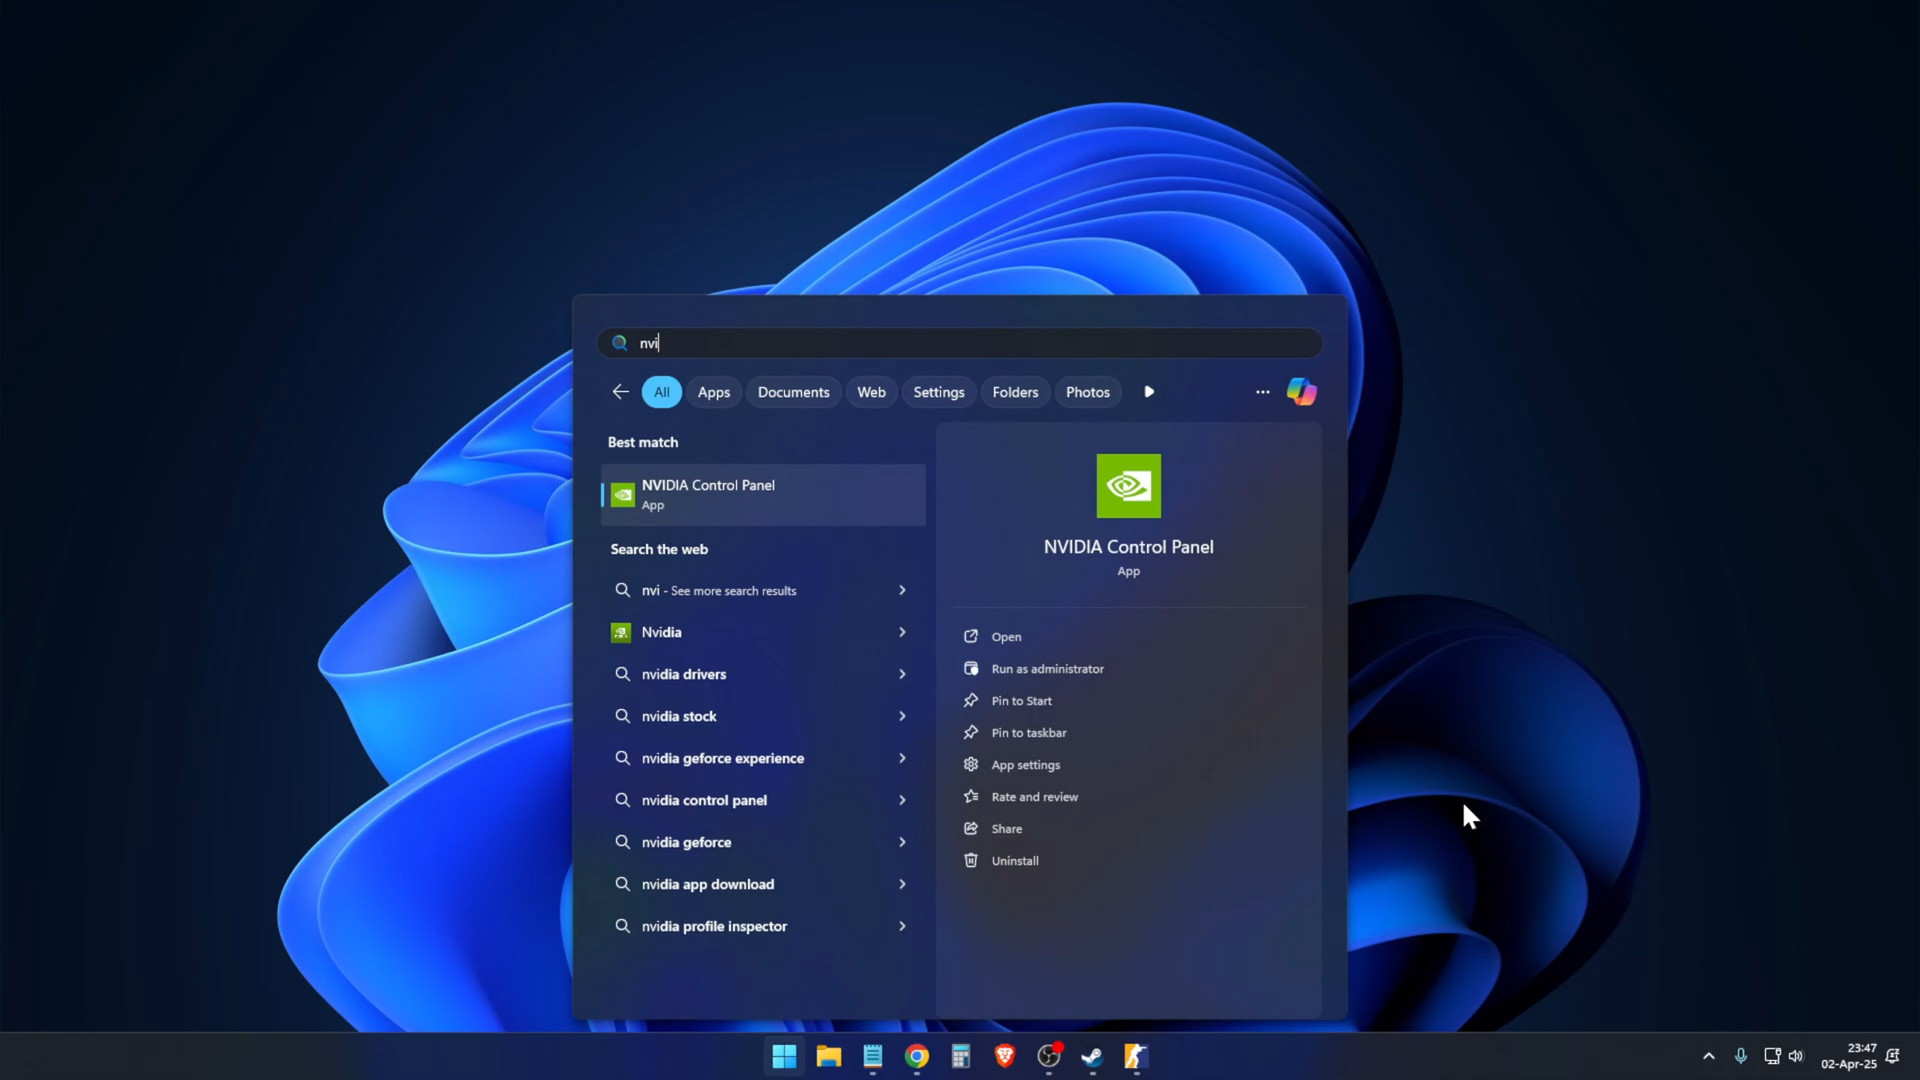 nvi
All Apps Documents Web Settings Folders Photos
Best match
NVIDIA Control Panel
App
Search the web
nvi - See more search results
Nvidia
nvidia drivers
nvidia stock
nvidia geforce experience
nvidia control panel
nvidia geforce
nvidia app download
nvidia profile inspector
NVIDIA Control Panel
App
Open
Run as administrator
Pin to Start
Pin to taskbar
App settings
Rate and review
Share
Uninstall
23:47
02-Apr-25